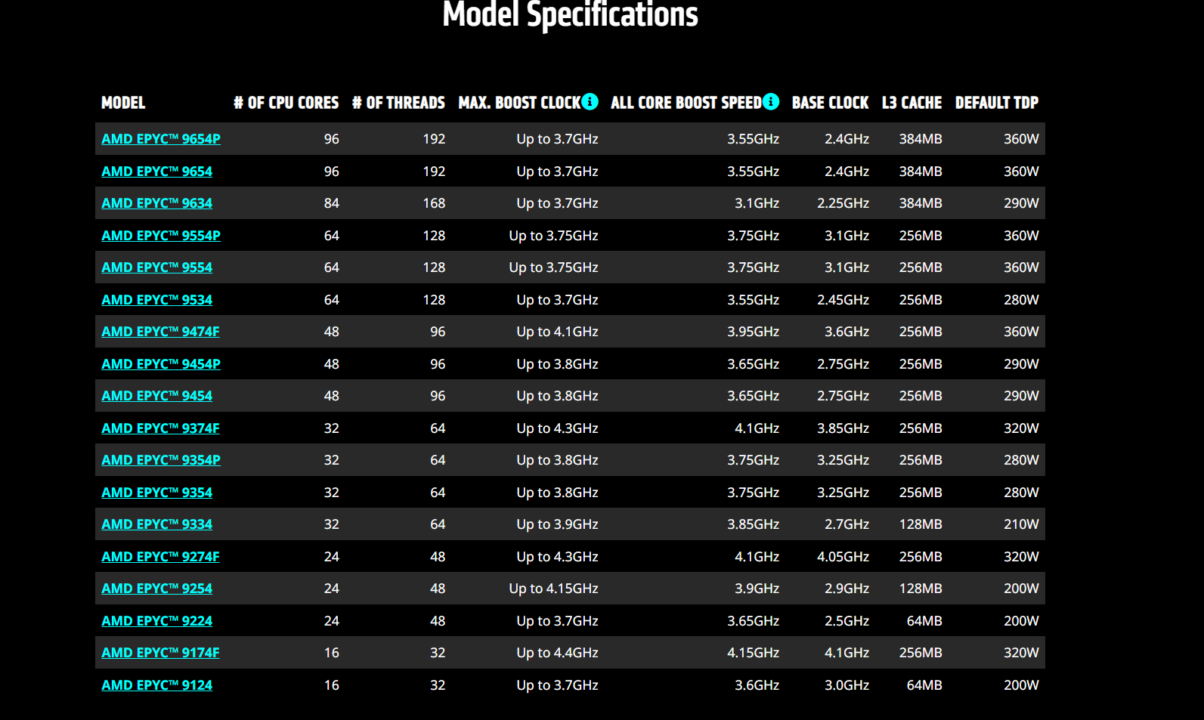 Model Specifications
MODEL # OF CPU CORES # OF THREADS MAX. BOOST CLOCK ALL CORE BOOST SPEED BASE CLOCK L3 CACHE DEFAULT TDP
AMD EPYC™ 9654P 96 192 Up to 3.7GHz 3.55GHz 2.4GHz 384MB 360W
AMD EPYC™ 9654 96 192 Up to 3.7GHz 3.55GHz 2.4GHz 384MB 360W
AMD EPYC™ 9634 84 168 Up to 3.7GHz 3.1GHz 2.25GHz 384MB 290W
AMD EPYC™ 9554P 64 128 Up to 3.75GHz 3.75GHz 3.1GHz 256MB 360W
AMD EPYC™ 9554 64 128 Up to 3.75GHz 3.75GHz 3.1GHz 256MB 360W
AMD EPYC™ 9534 64 128 Up to 3.7GHz 3.55GHz 2.45GHz 256MB 280W
AMD EPYC™ 9474F 48 96 Up to 4.1GHz 3.95GHz 3.6GHz 256MB 360W
AMD EPYC™ 9454P 48 96 Up to 3.8GHz 3.65GHz 2.75GHz 256MB 290W
AMD EPYC™ 9454 48 96 Up to 3.8GHz 3.65GHz 2.75GHz 256MB 290W
AMD EPYC™ 9374F 32 64 Up to 4.3GHz 4.1GHz 3.85GHz 256MB 320W
AMD EPYC™ 9354P 32 64 Up to 3.8GHz 3.75GHz 3.25GHz 256MB 280W
AMD EPYC™ 9354 32 64 Up to 3.8GHz 3.75GHz 3.25GHz 256MB 280W
AMD EPYC™ 9334 32 64 Up to 3.9GHz 3.85GHz 2.7GHz 128MB 210W
AMD EPYC™ 9274F 24 48 Up to 4.3GHz 4.1GHz 4.05GHz 256MB 320W
AMD EPYC™ 9254 24 48 Up to 4.15GHz 3.9GHz 2.9GHz 128MB 200W
AMD EPYC™ 9224 24 48 Up to 3.7GHz 3.65GHz 2.5GHz 64MB 200W
AMD EPYC™ 9174F 16 32 Up to 4.4GHz 4.15GHz 4.1GHz 256MB 320W
AMD EPYC™ 9124 16 32 Up to 3.7GHz 3.6GHz 3.0GHz 64MB 200W